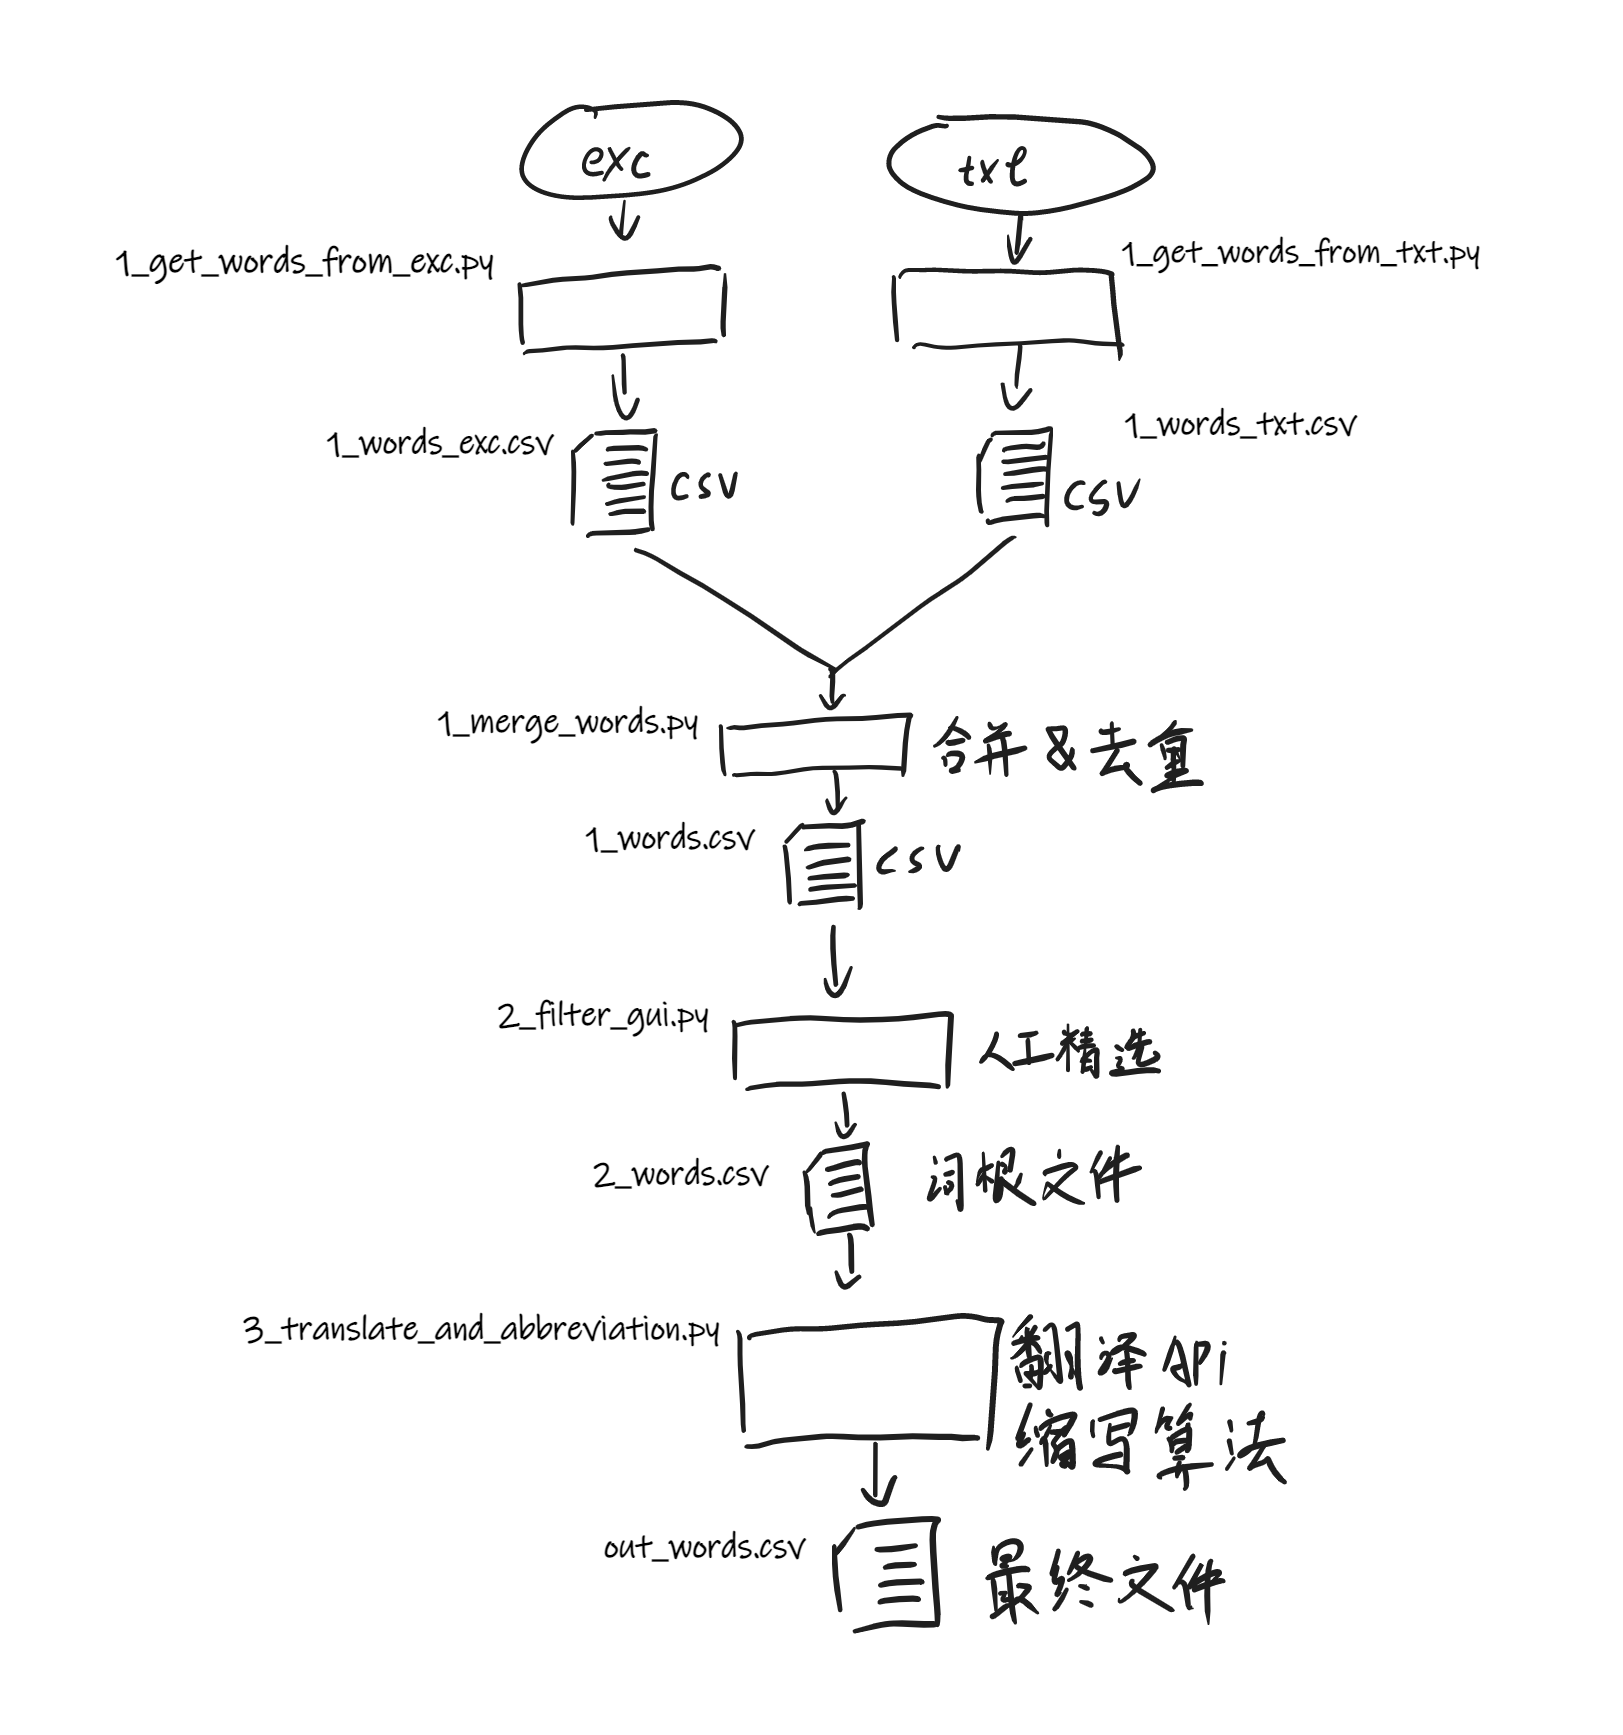 exc
txt
1_get_words_from_exc.py
1_get_words_from_txt.py
1_words_exc.csv
csv
1_words_txt.csv
csv
1_merge_words.py
合并&去重
1_words.csv
csv
2_filter_gui.py
人工精选
2_words.csv
词根文件
3_translate_and_abbreviation.py
翻译api
缩写算法
out_words.csv
最终文件